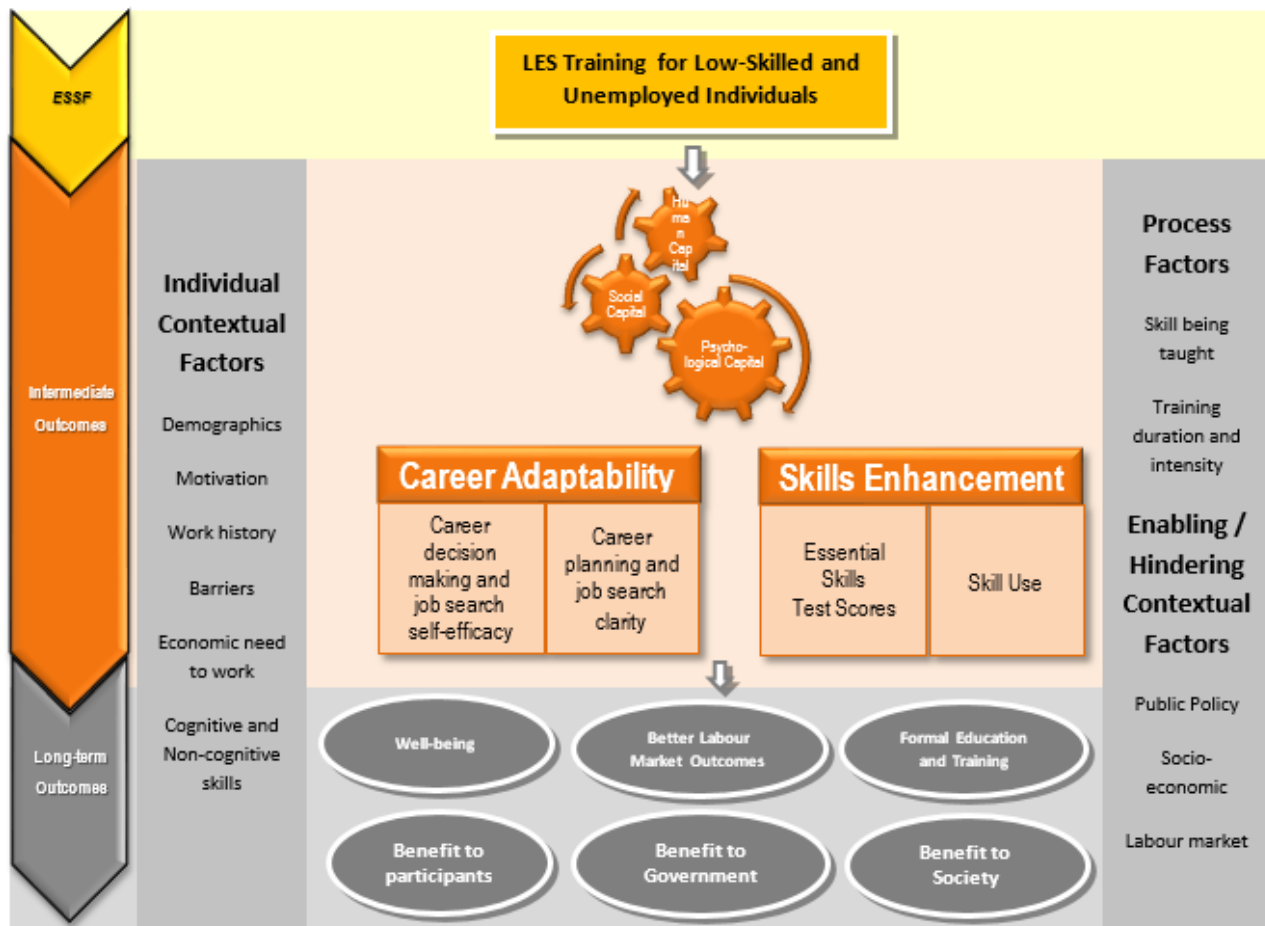 ESSF
LES Training for Low-Skilled and
Unemployed Individuals
Intermediate
Outcomes
Long-term
Outcomes
Individual
Contextual
Factors
Demographics
Motivation
Work history
Barriers
Economic need
to work
Cognitive and
Non-cognitive
skills
Hu
ma
n
Cap
ital
Social
Capital
Psycho-
logical Capital
Career Adaptability
Career
decision
making and
job search
self-efficacy
Career
planning and
job search
clarity
Skills Enhancement
Essential
Skills
Test Scores
Skill Use
Well-being
Better Labour
Market Outcomes
Formal Education
and Training
Benefit to
participants
Benefit to
Government
Benefit to
Society
Process
Factors
Skill being
taught
Training
duration and
intensity
Enabling /
Hindering
Contextual
Factors
Public Policy
Socio-
economic
Labour market